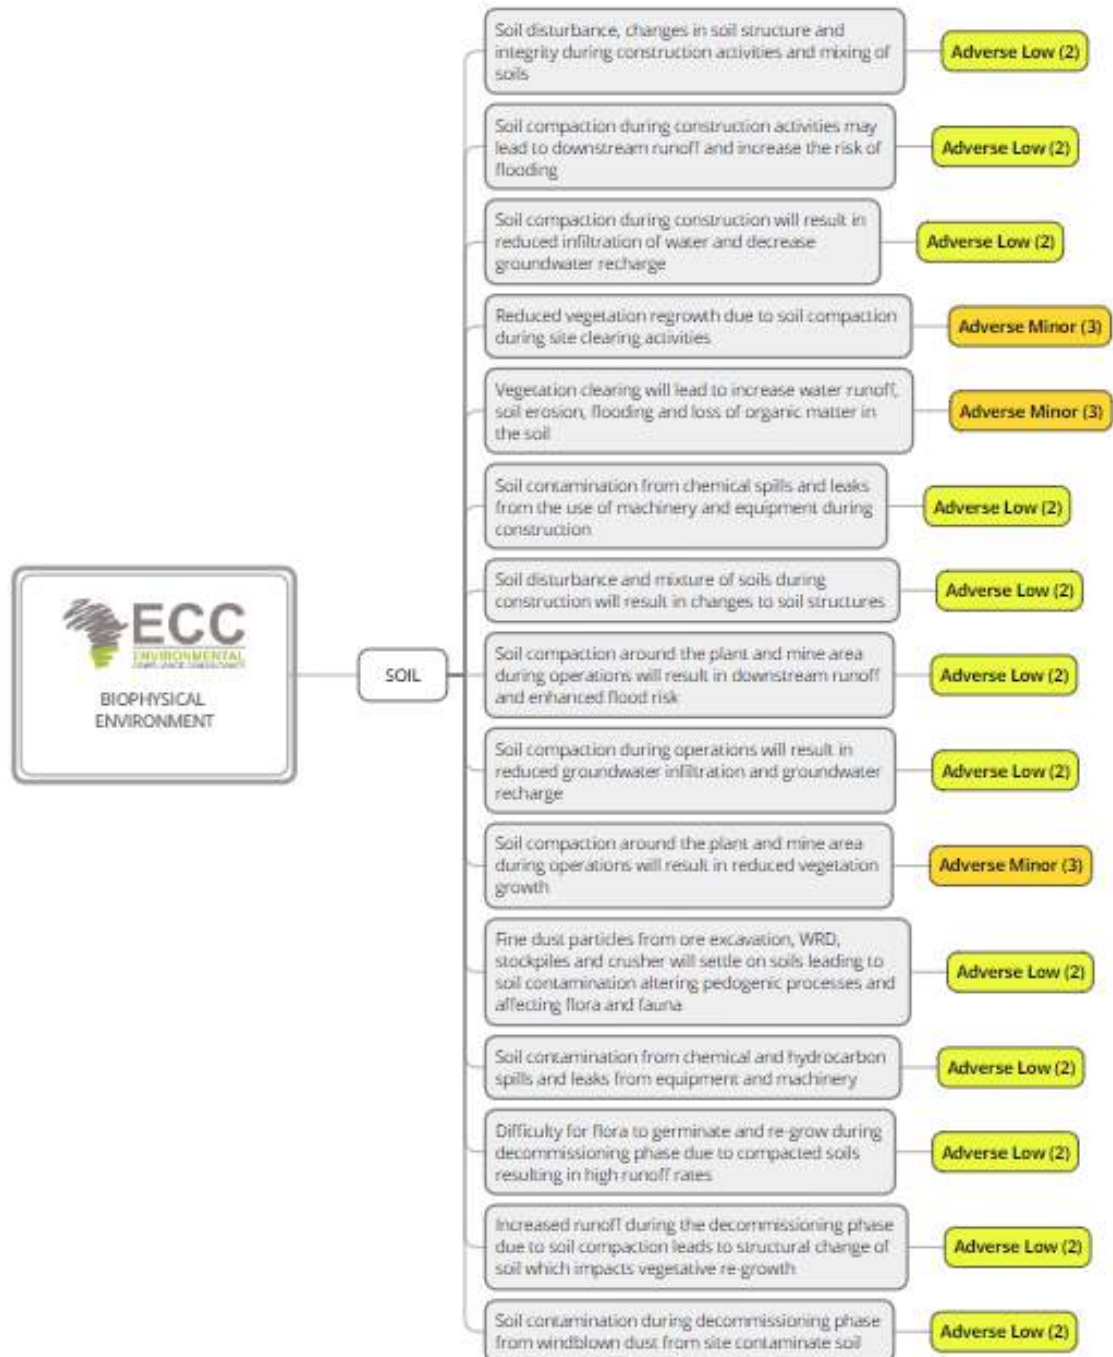 Soil disturbance, changes in soil structure and
integrity during construction activities and mixing of
soils
Adverse Low (2)
Soil compaction during construction activities may
lead to downstream runoff and increase the risk of
flooding
Adverse Low (2)
Soil compaction during construction will result in
reduced infiltration of water and decrease
groundwater recharge
Adverse Low (2)
Reduced vegetation regrowth due to soil compaction
during site clearing activities
Adverse Minor (3)
Vegetation clearing will lead to increase water runoff,
soil erosion, flooding and loss of organic matter in
the soil
Adverse Minor (3)
Soil contamination from chemical spills and leaks
from the use of machinery and equipment during
construction
Adverse Low (2)
Soil disturbance and mixture of soils during
construction will result in changes to soil structures
Adverse Low (2)
ECC
ENVIRONMENTAL
COMPLIANCE CONSULTANCY
BIOPHYSICAL
ENVIRONMENT
SOIL
Soil compaction around the plant and mine area
during operations will result in downstream runoff
and enhanced flood risk
Adverse Low (2)
Soil compaction during operations will result in
reduced groundwater infiltration and groundwater
recharge
Adverse Low (2)
Soil compaction around the plant and mine area
during operations will result in reduced vegetation
growth
Adverse Minor (3)
Fine dust particles from ore excavation, WRD,
stockpiles and crusher will settle on soils leading to
soil contamination altering pedogenic processes and
affecting flora and fauna
Adverse Low (2)
Soil contamination from chemical and hydrocarbon
spills and leaks from equipment and machinery
Adverse Low (2)
Difficulty for flora to germinate and re-grow during
decommissioning phase due to compacted soils
resulting in high runoff rates
Adverse Low (2)
Increased runoff during the decommissioning phase
due to soil compaction leads to structural change of
soil which impacts vegetative re-growth
Adverse Low (2)
Soil contamination during decommissioning phase
from windblown dust from site contaminate soil
Adverse Low (2)